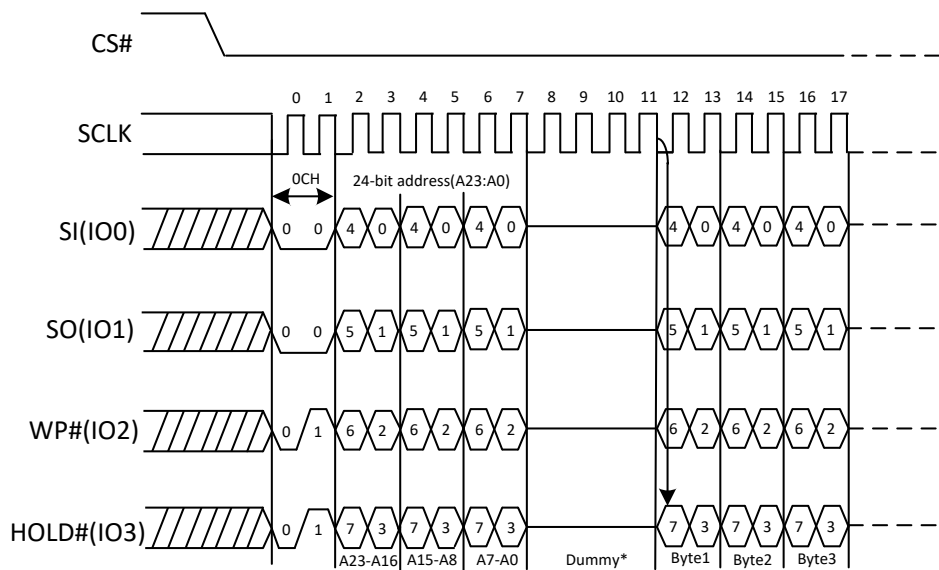 CS#
0 1 2 3 4 5 6 7 8 9 10 11 12 13 14 15 16 17
SCLK
0CH 24-bit address(A23:A0)
SI(IO0) 0 0 4 0 4 0 4 0 4 0 4 0 4 0
SO(IO1) 0 0 5 1 5 1 5 1 5 1 5 1 5 1
WP#(IO2) 0 1 6 2 6 2 6 2 6 2 6 2 6 2
HOLD#(IO3) 0 1 7 3 7 3 7 3 7 3 7 3 7 3
A23-A16 A15-A8 A7-A0 Dummy* Byte1 Byte2 Byte3